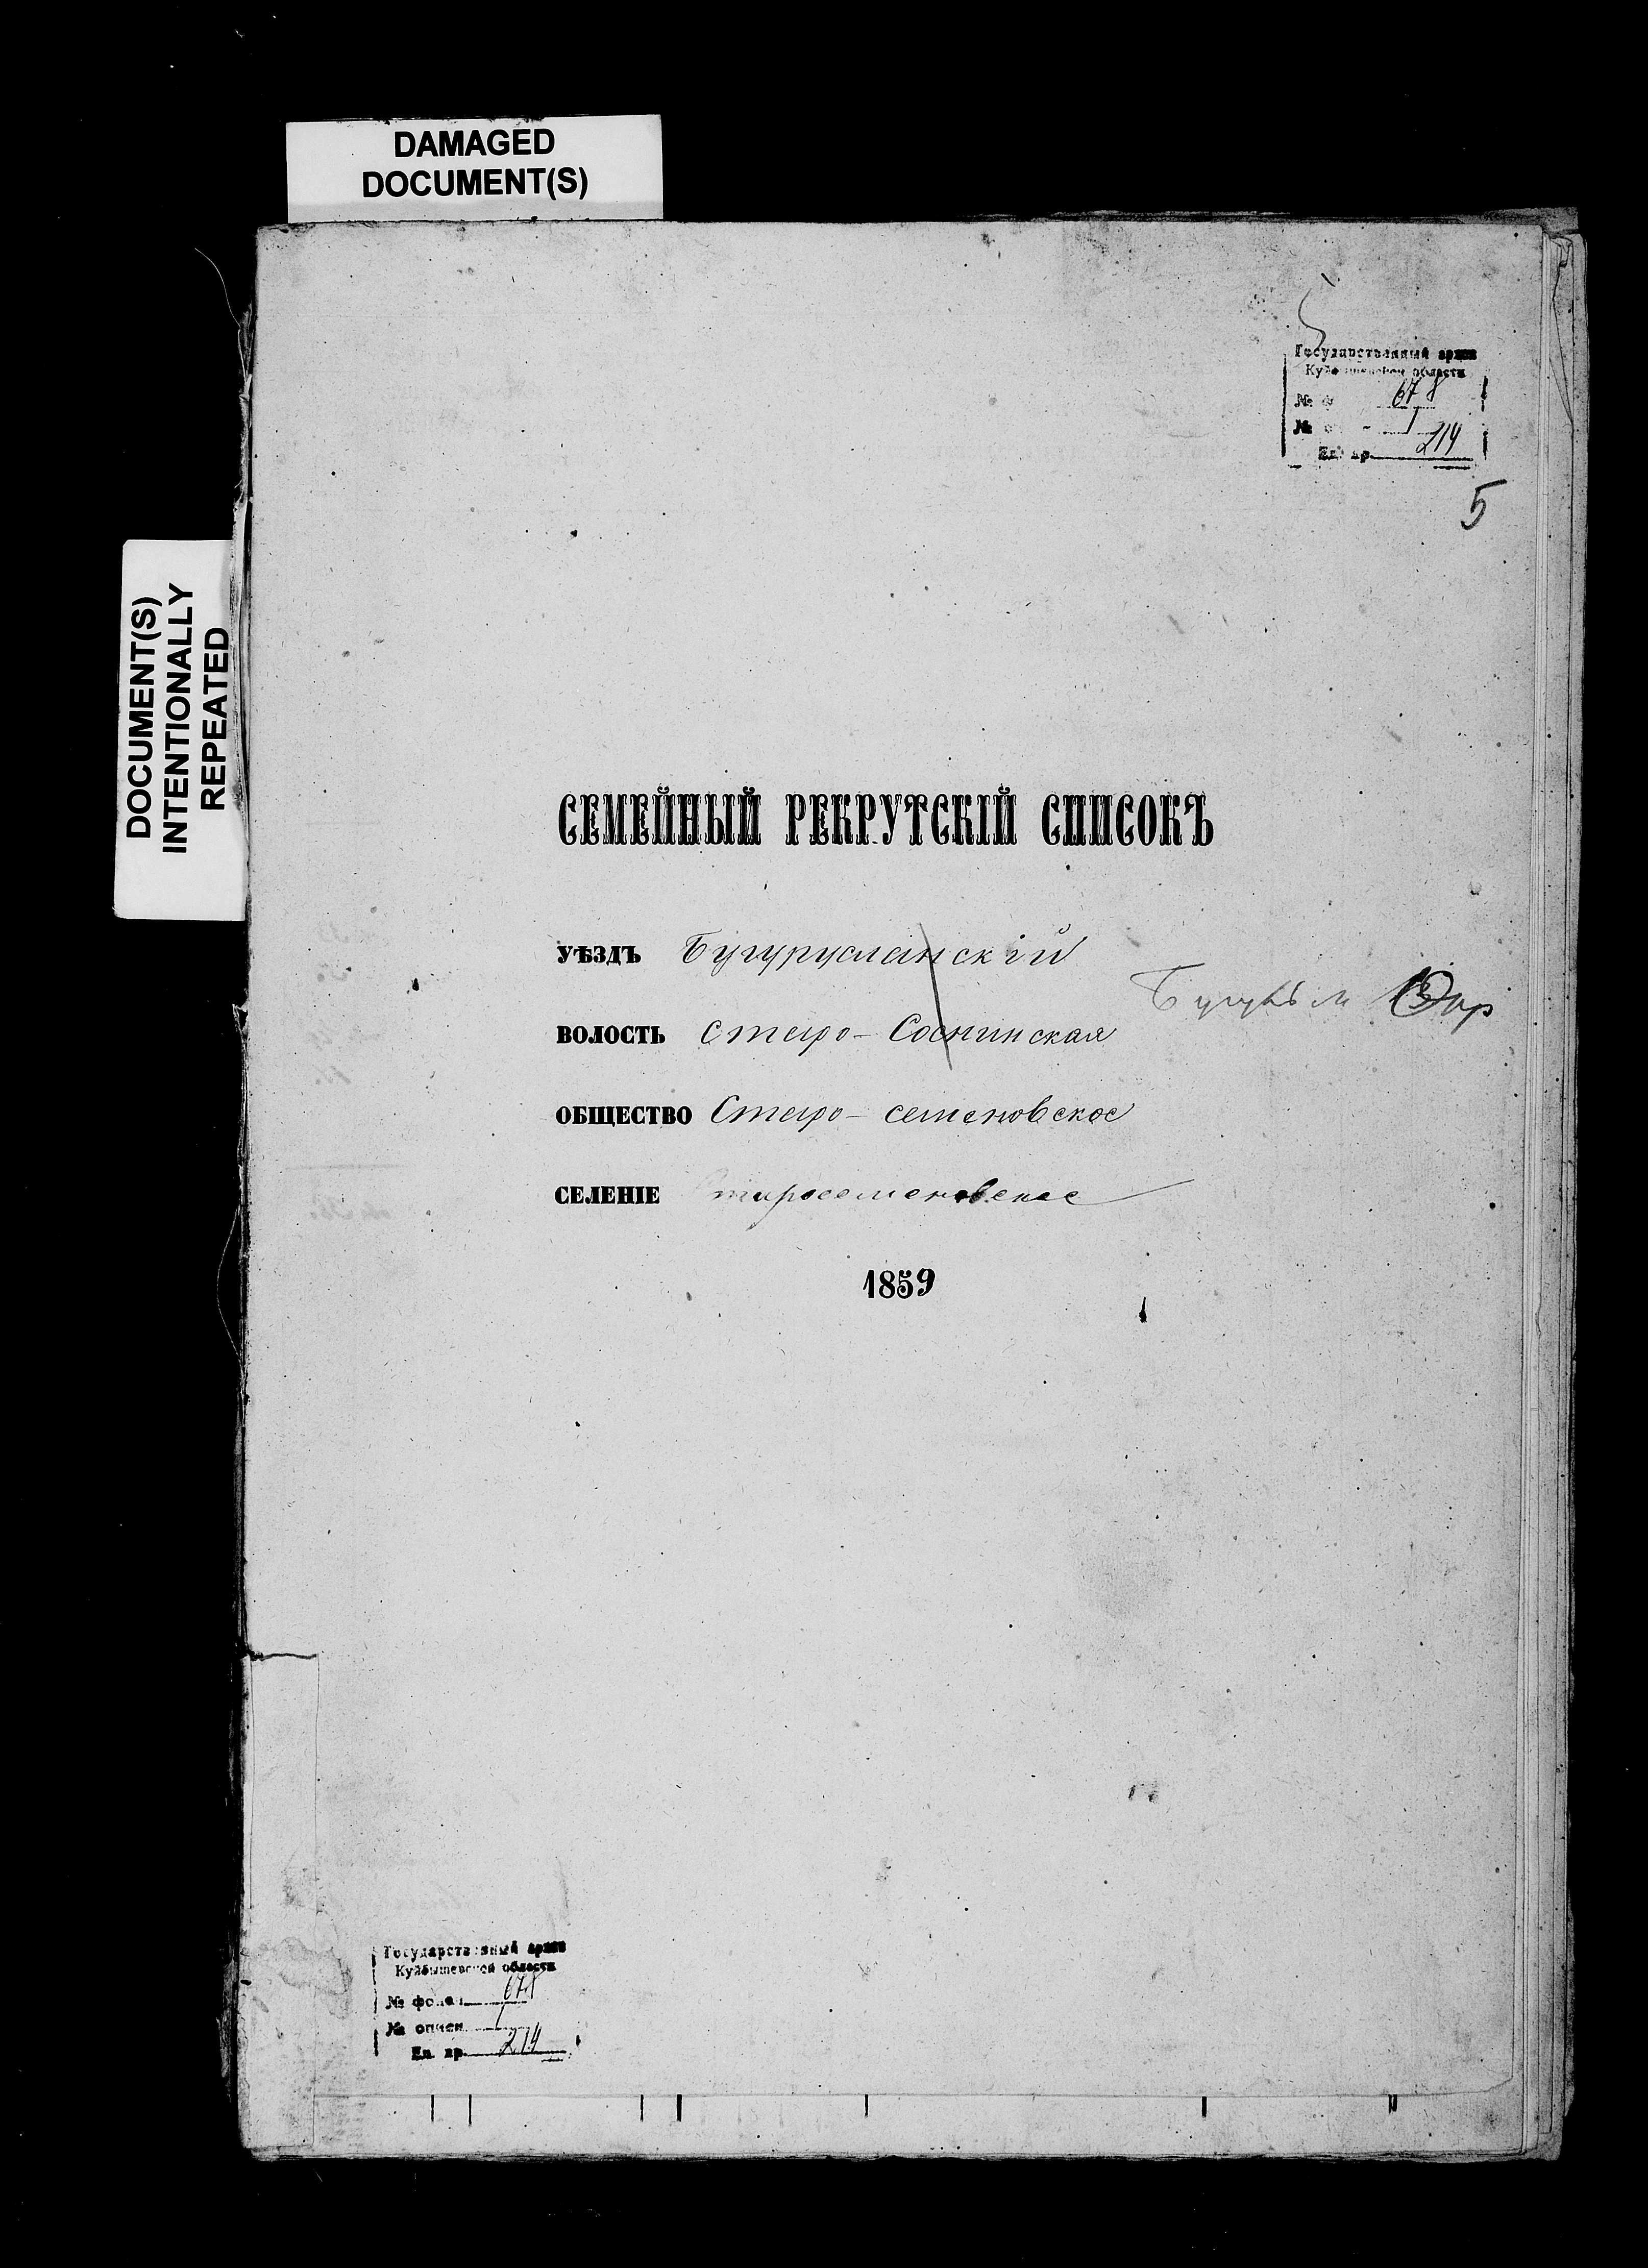 DAMAGED
DOCUMENT(S)
DOCUMENT(S)
INTENTIONALLY
REPEATED
Государственный архив
Куйбышевской области
№ ф 678
№ о 1
Ед. хр. 214
5
СЕМЕЙНЫЙ РЕКРУТСКІЙ СПИСОКЪ
УѢЗДЪ Бугурусланскій
ВОЛОСТЬ Старо-Соснинская
ОБЩЕСТВО Старо-семеновское
СЕЛЕНІЕ Старосеменовское
1859
Государственный архив
Куйбышевской области
№ фонда 678
№ описи 1
Ед. хр. 214